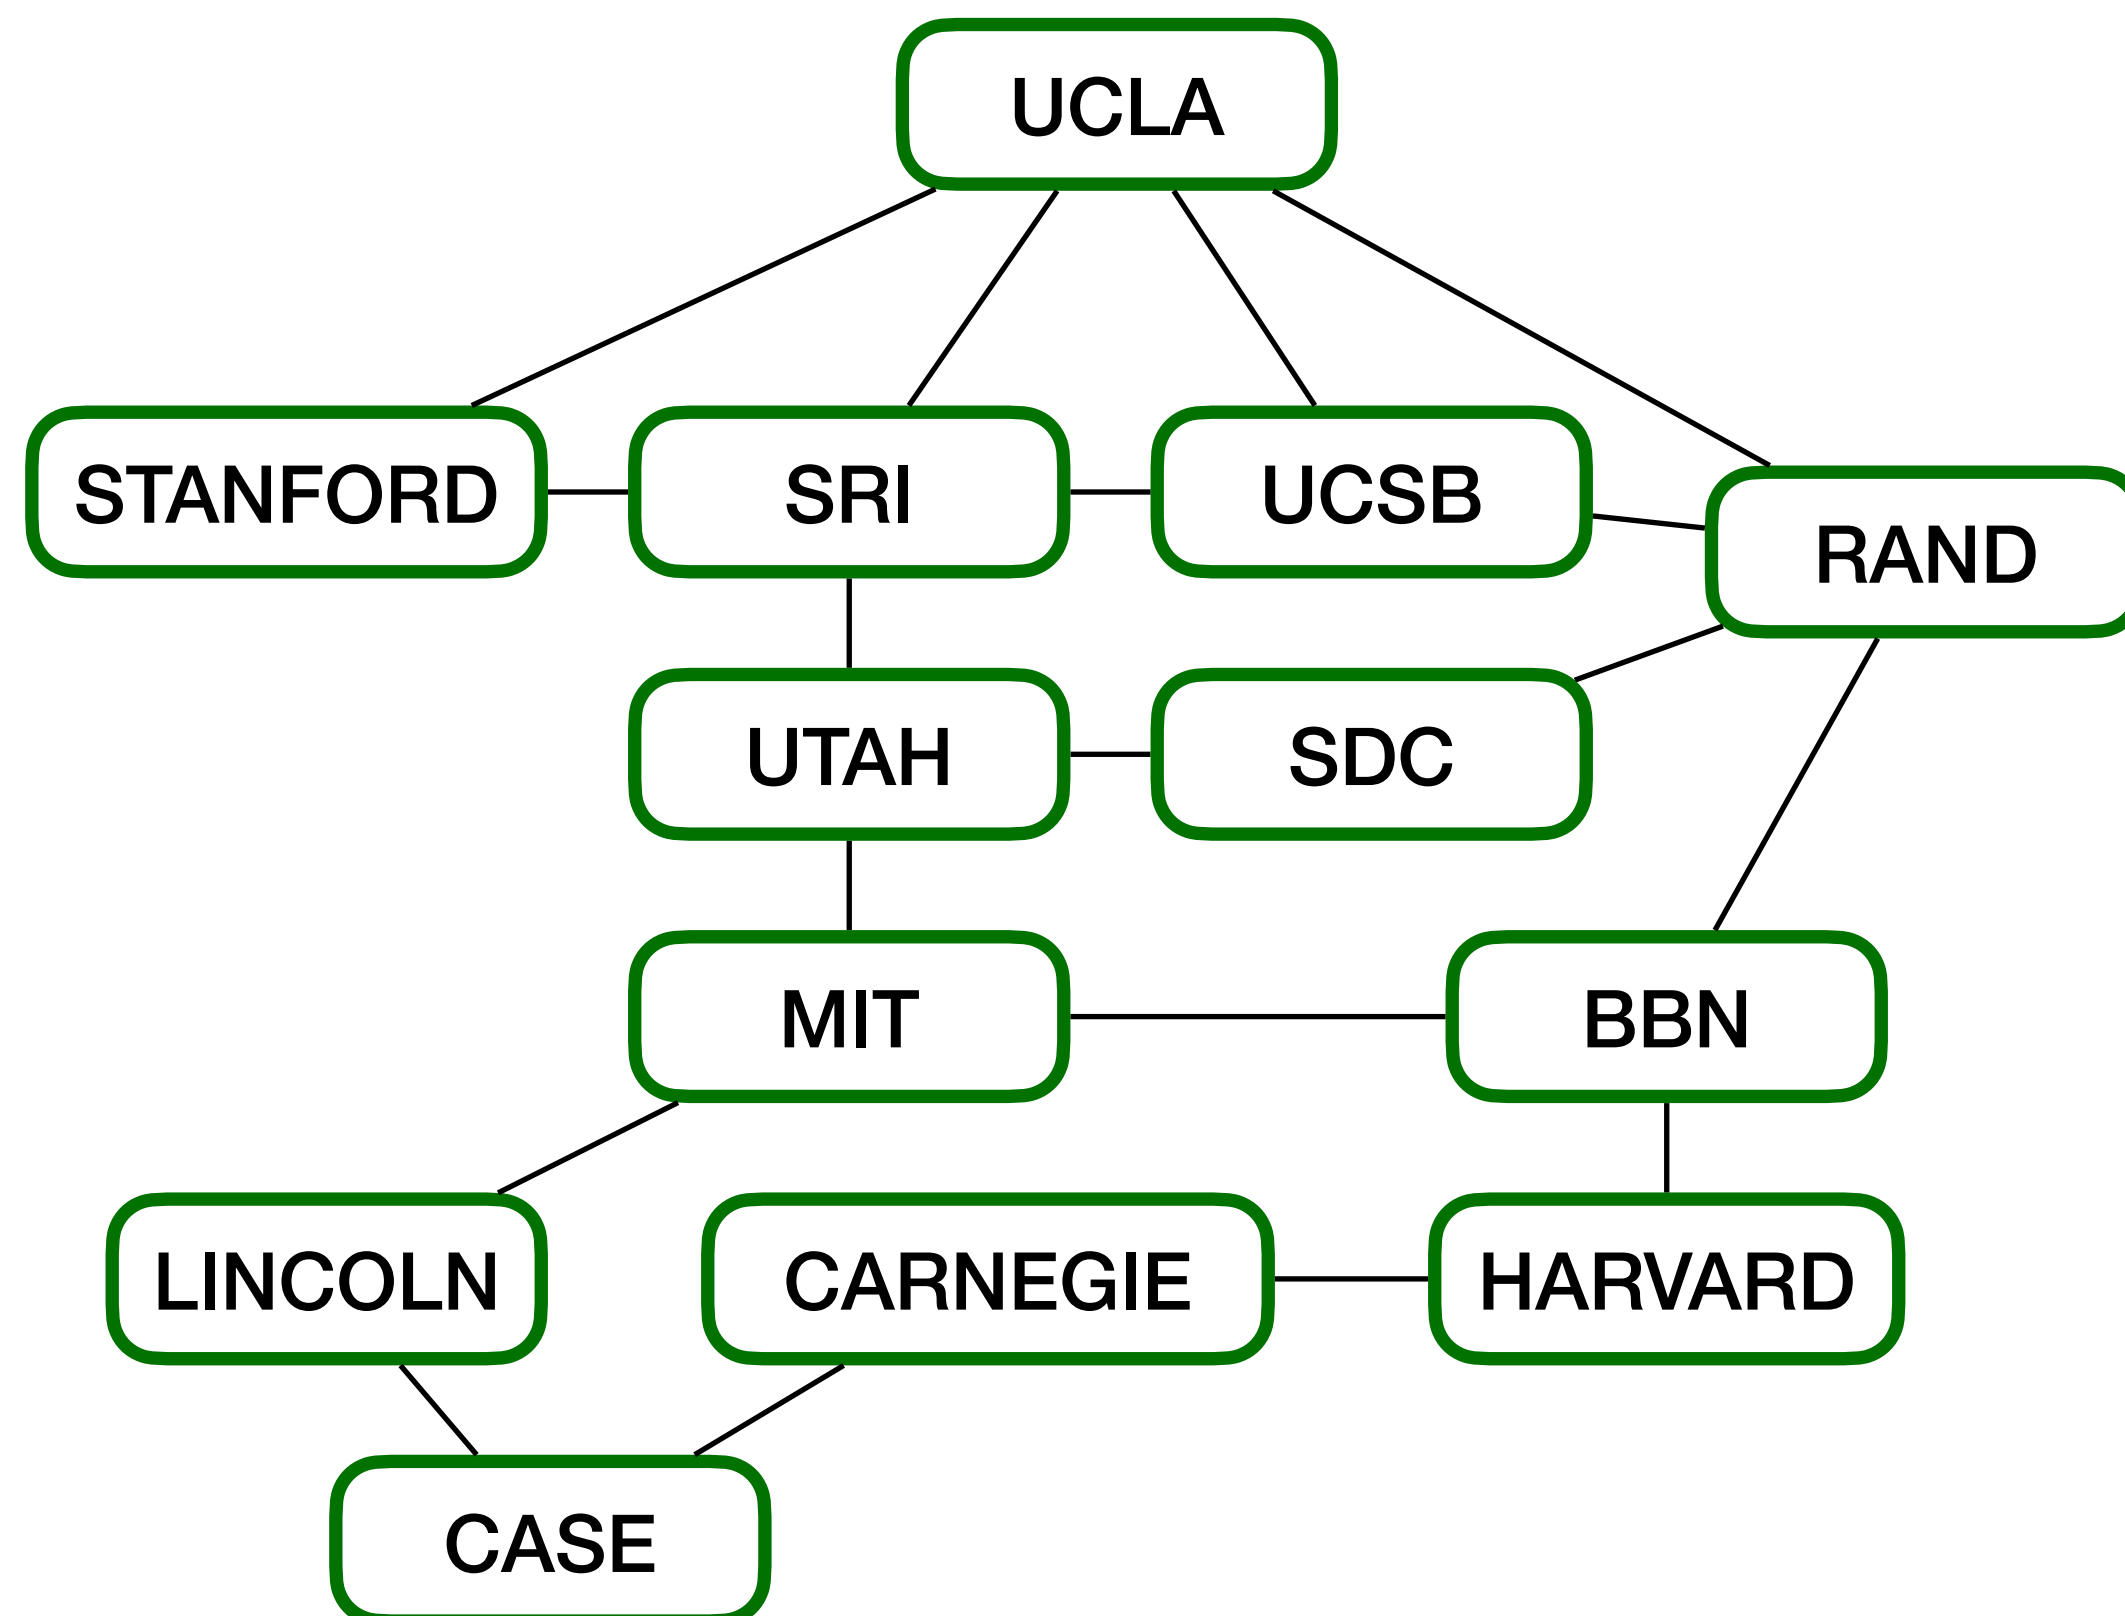 UCLA
STANFORD
SRI
UCSB
RAND
UTAH
SDC
MIT
BBN
LINCOLN
CARNEGIE
HARVARD
CASE